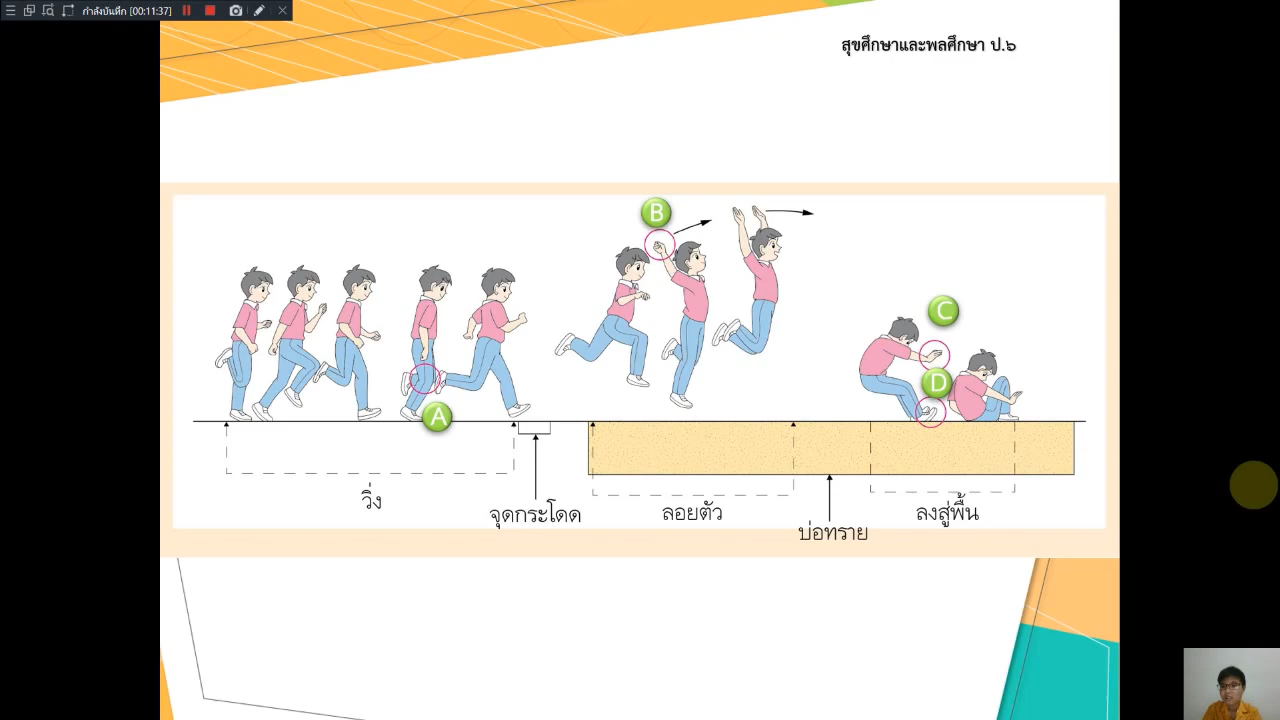 กำลังบันทึก [00:11:37]
สุขศึกษาและพลศึกษา ป.๖
B
C
D
A
วิ่ง
จุดกระโดด
ลอยตัว
บ่อทราย
ลงสู่พื้น